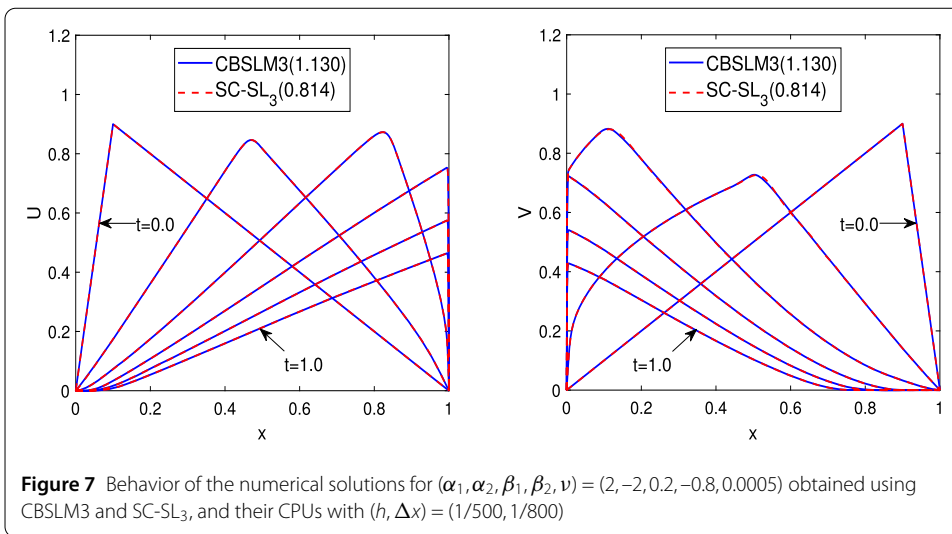 1.2
1
0.8
0.6
0.4
0.2
0
U
0
0.2
0.4
0.6
0.8
1
x
CBSLM3(1.130)
SC-SL₃(0.814)
t=0.0
t=1.0
1.2
1
0.8
0.6
0.4
0.2
0
V
0
0.2
0.4
0.6
0.8
1
x
CBSLM3(1.130)
SC-SL₃(0.814)
t=0.0
t=1.0
Figure 7 Behavior of the numerical solutions for (α₁, α₂, β₁, β₂, ν) = (2, –2, 0.2, –0.8, 0.0005) obtained using
CBSLM3 and SC-SL₃, and their CPUs with (h, Δx) = (1/500, 1/800)